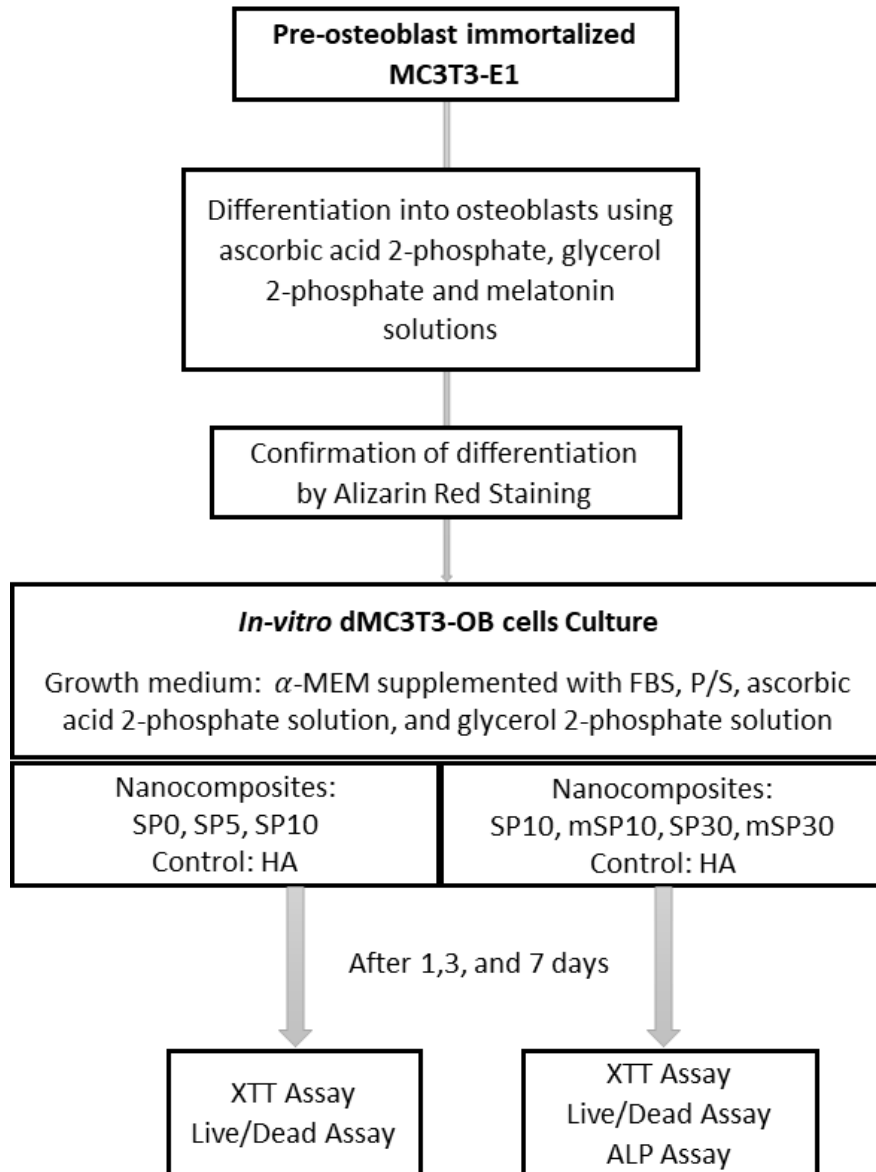 Pre-osteoblast immortalized
MC3T3-E1
Differentiation into osteoblasts using
ascorbic acid 2-phosphate, glycerol
2-phosphate and melatonin
solutions
Confirmation of differentiation
by Alizarin Red Staining
In-vitro dMC3T3-OB cells Culture
Growth medium: α-MEM supplemented with FBS, P/S, ascorbic
acid 2-phosphate solution, and glycerol 2-phosphate solution
Nanocomposites:
SP0, SP5, SP10
Control: HA
Nanocomposites:
SP10, mSP10, SP30, mSP30
Control: HA
After 1,3, and 7 days
XTT Assay
Live/Dead Assay
XTT Assay
Live/Dead Assay
ALP Assay